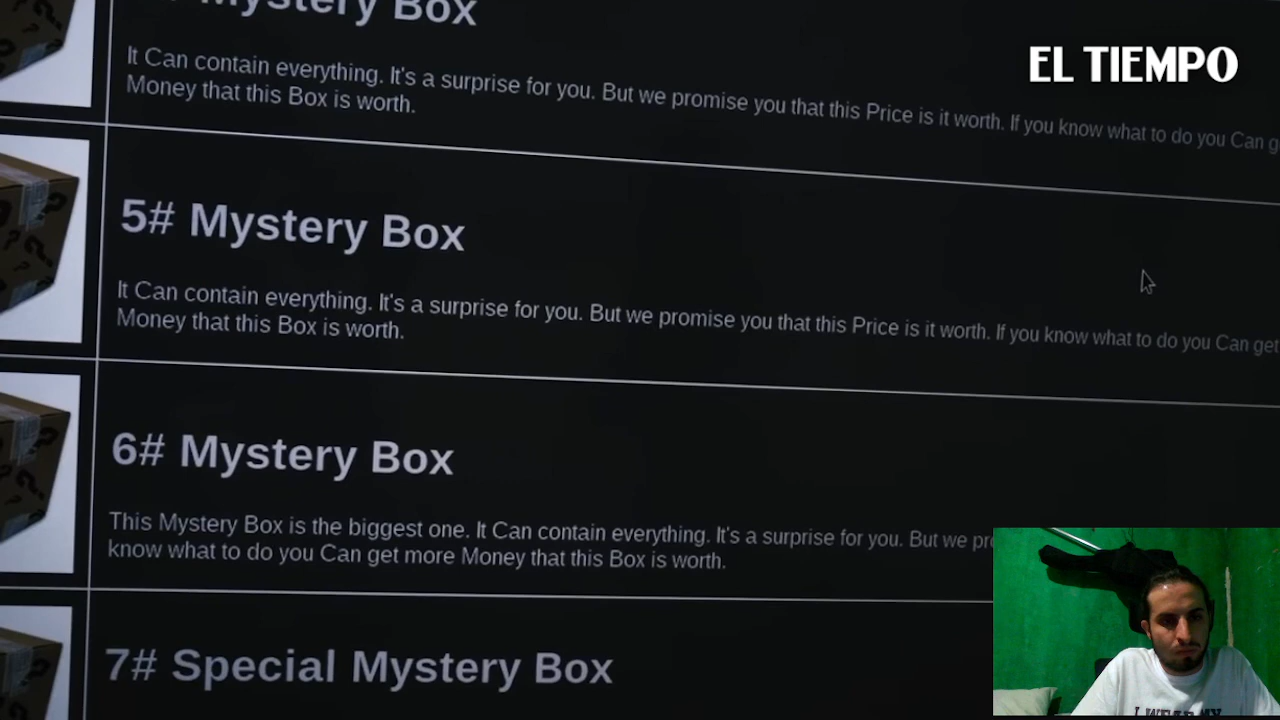 Mystery Box
EL TIEMPO
It Can contain everything. It's a surprise for you. But we promise you that this Price is it worth. If you know what to do you Can
Money that this Box is worth.
5# Mystery Box
It Can contain everything. It's a surprise for you. But we promise you that this Price is it worth. If you know what to do you Can get
Money that this Box is worth.
6# Mystery Box
This Mystery Box is the biggest one. It Can contain everything. It's a surprise for you. But we
know what to do you Can get more Money that this Box is worth.
7# Special Mystery Box